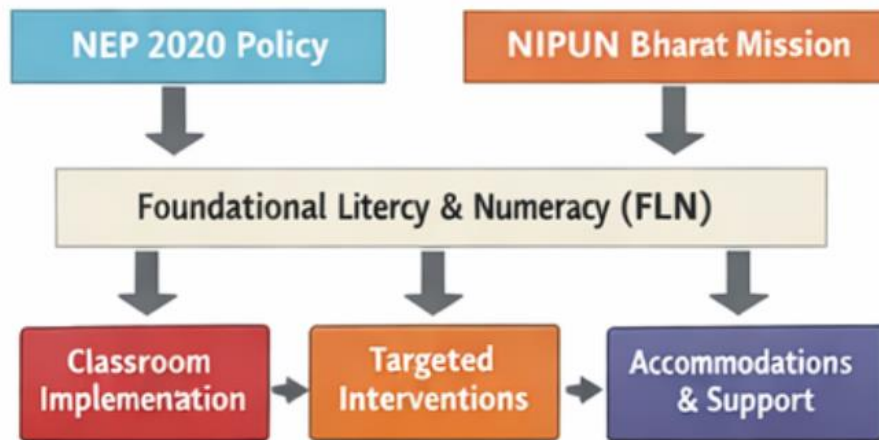 NEP 2020 Policy
NIPUN Bharat Mission
Foundational Litercy & Numeracy (FLN)
Classroom
Implemenation
Targeted
Interventions
Accommodations
& Support